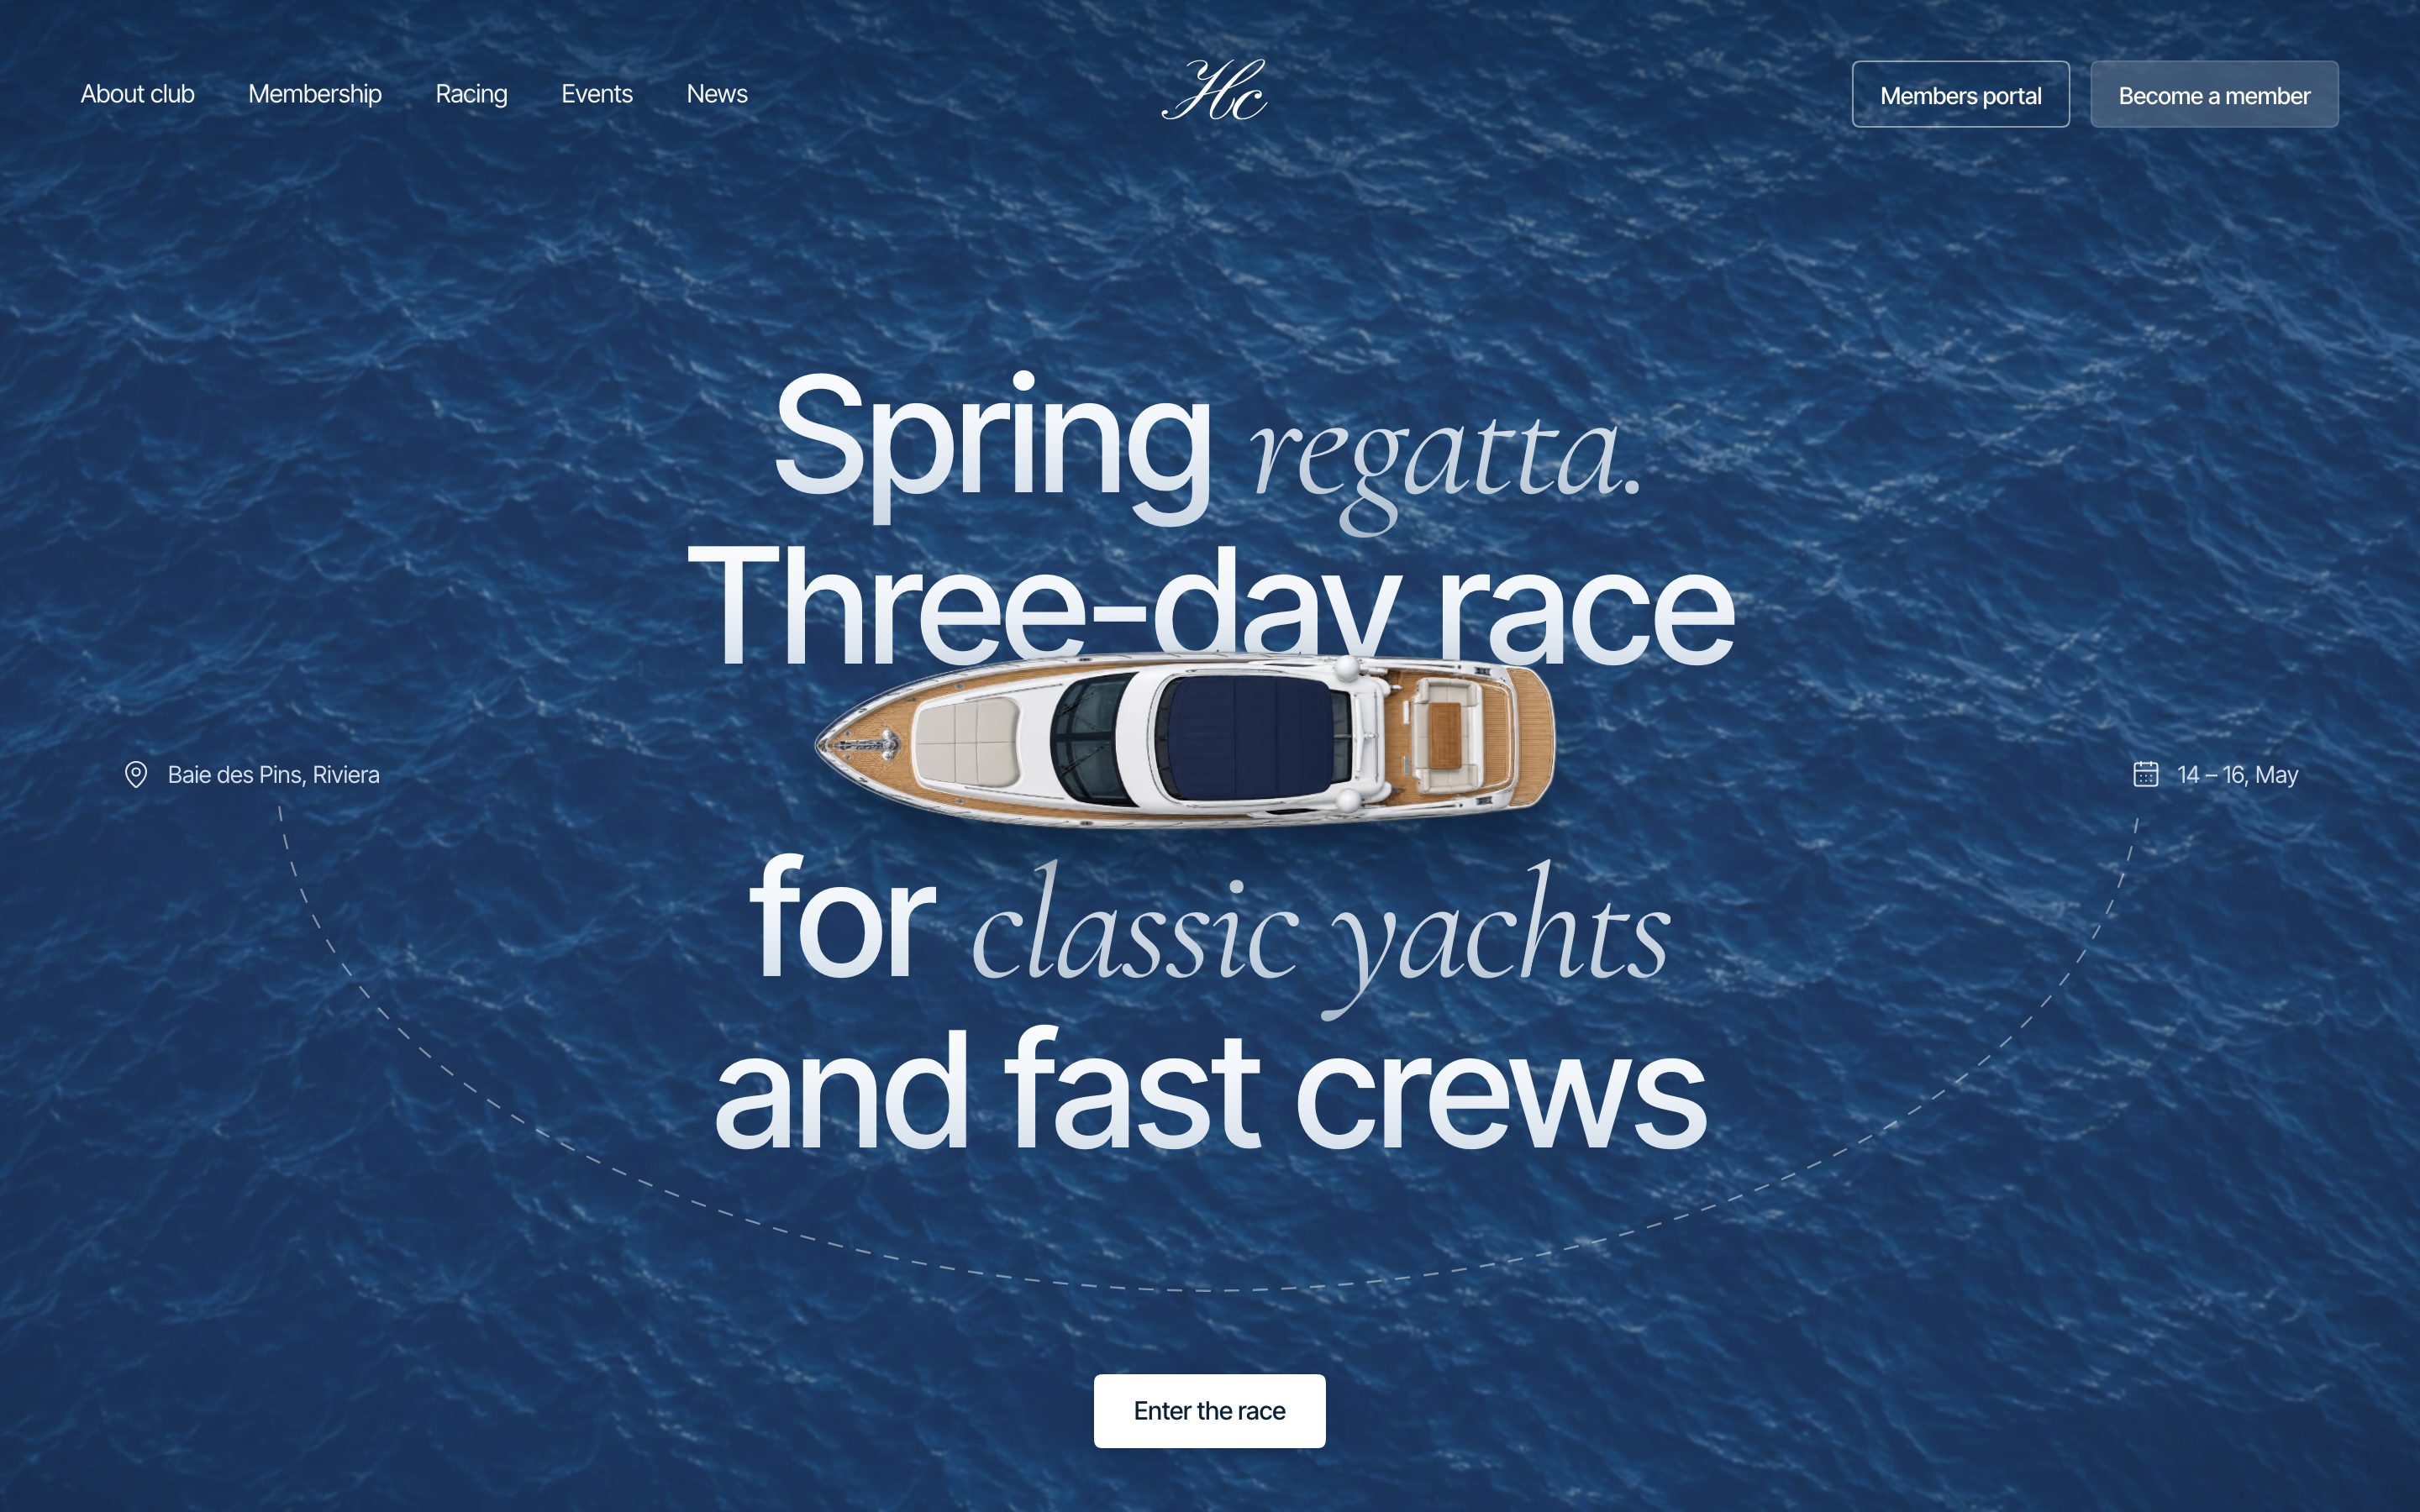 About club Membership Racing Events News
Hc
Members portal Become a member
Spring regatta.
Three-day race
Baie des Pins, Riviera
14 – 16, May
for classic yachts
and fast crews
Enter the race